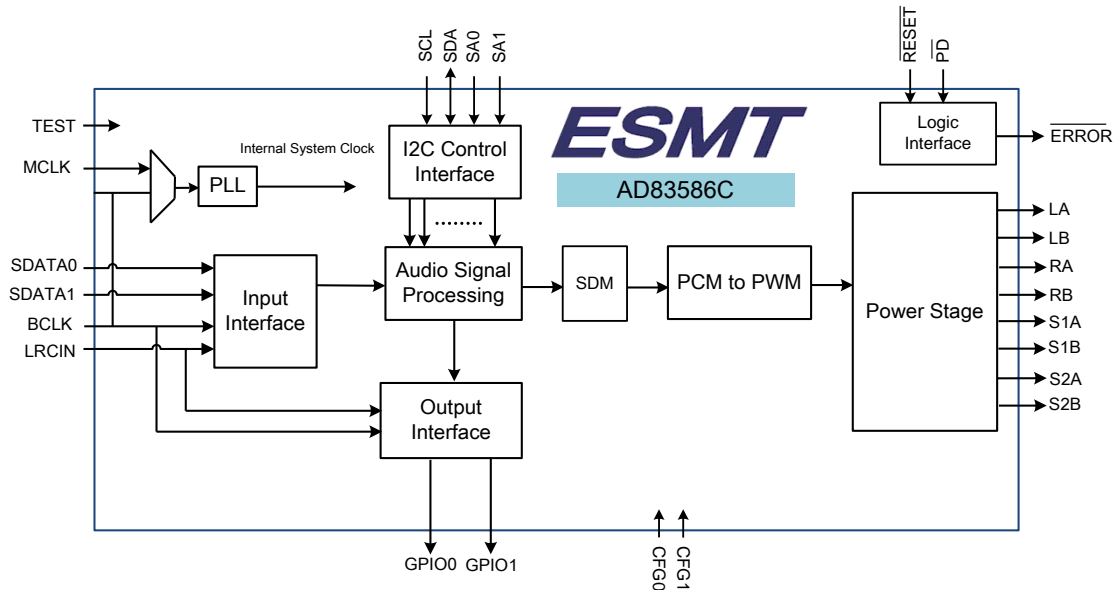 SCL
SDA
SA0
SA1
RESET
PD
ESMT
AD83586C
TEST
MCLK
Internal System Clock
PLL
I2C Control
Interface
Logic
Interface
ERROR
SDATA0
SDATA1
BCLK
LRCIN
Input
Interface
Audio Signal
Processing
SDM
PCM to PWM
Power Stage
LA
LB
RA
RB
S1A
S1B
S2A
S2B
Output
Interface
GPIO0
GPIO1
CFG0
CFG1